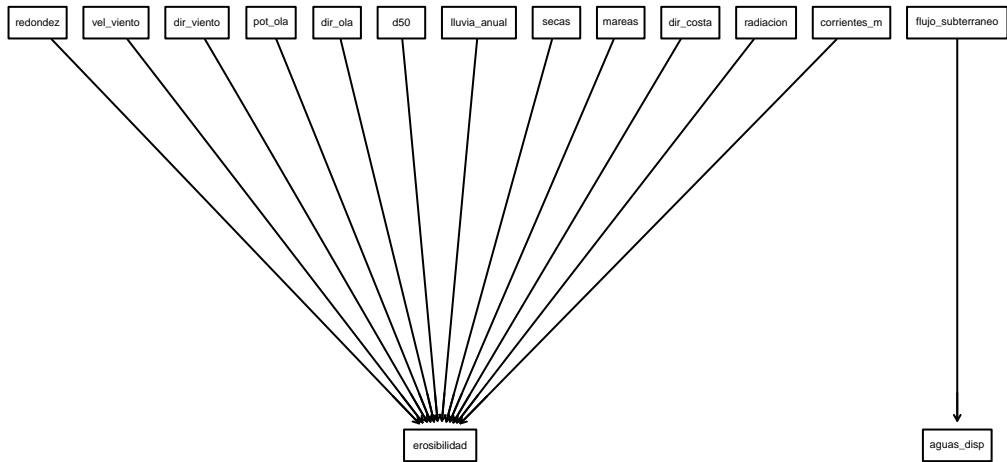 redondez vel_viento dir_viento pot_ola dir_ola d50 lluvia_anual secas mareas dir_costa radiacion corrientes_m flujo_subterraneo
erosibilidad aguas_disp